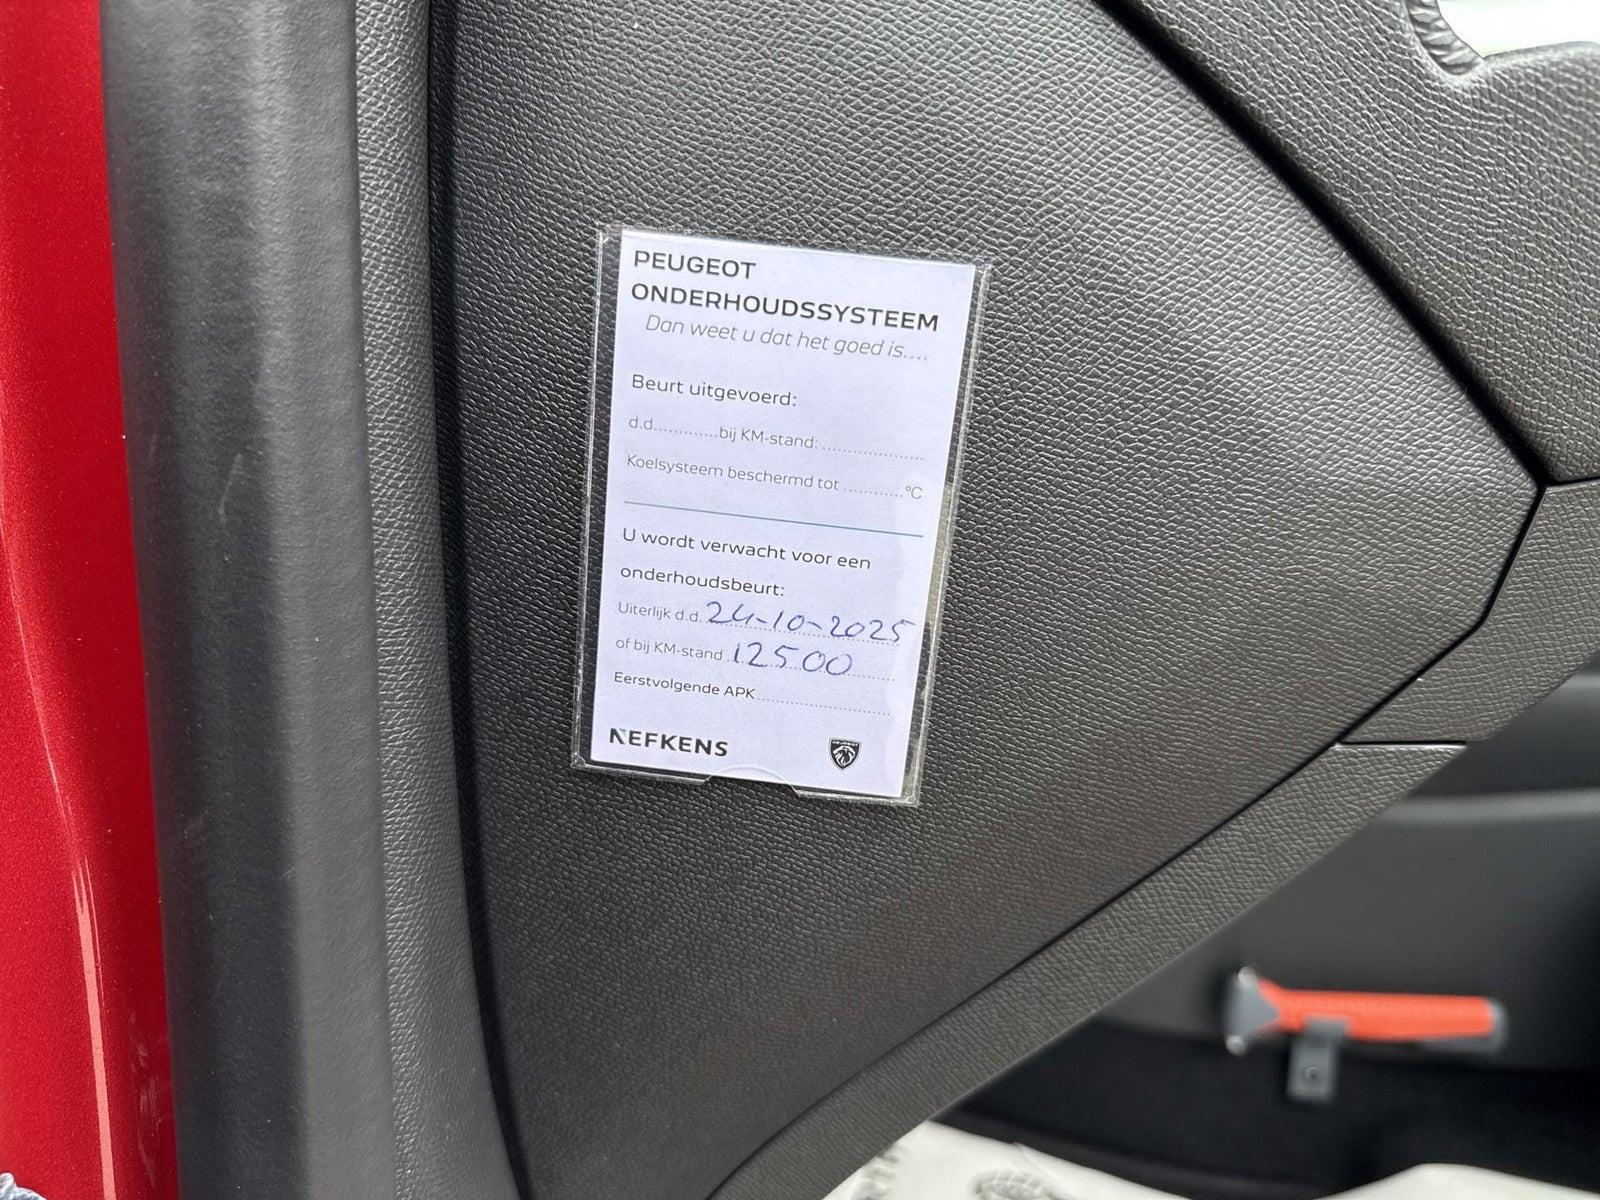 PEUGEOT
ONDERHOUDSSYSTEEM
Dan weet u dat het goed is....
Beurt uitgevoerd:
d.d.............bij KM-stand: ....................
Koelsysteem beschermd tot ............°C
U wordt verwacht voor een
onderhoudsbeurt:
Uiterlijk d.d. 24-10-2025
of bij KM-stand 12500
Eerstvolgende APK..........................
NEFKENS